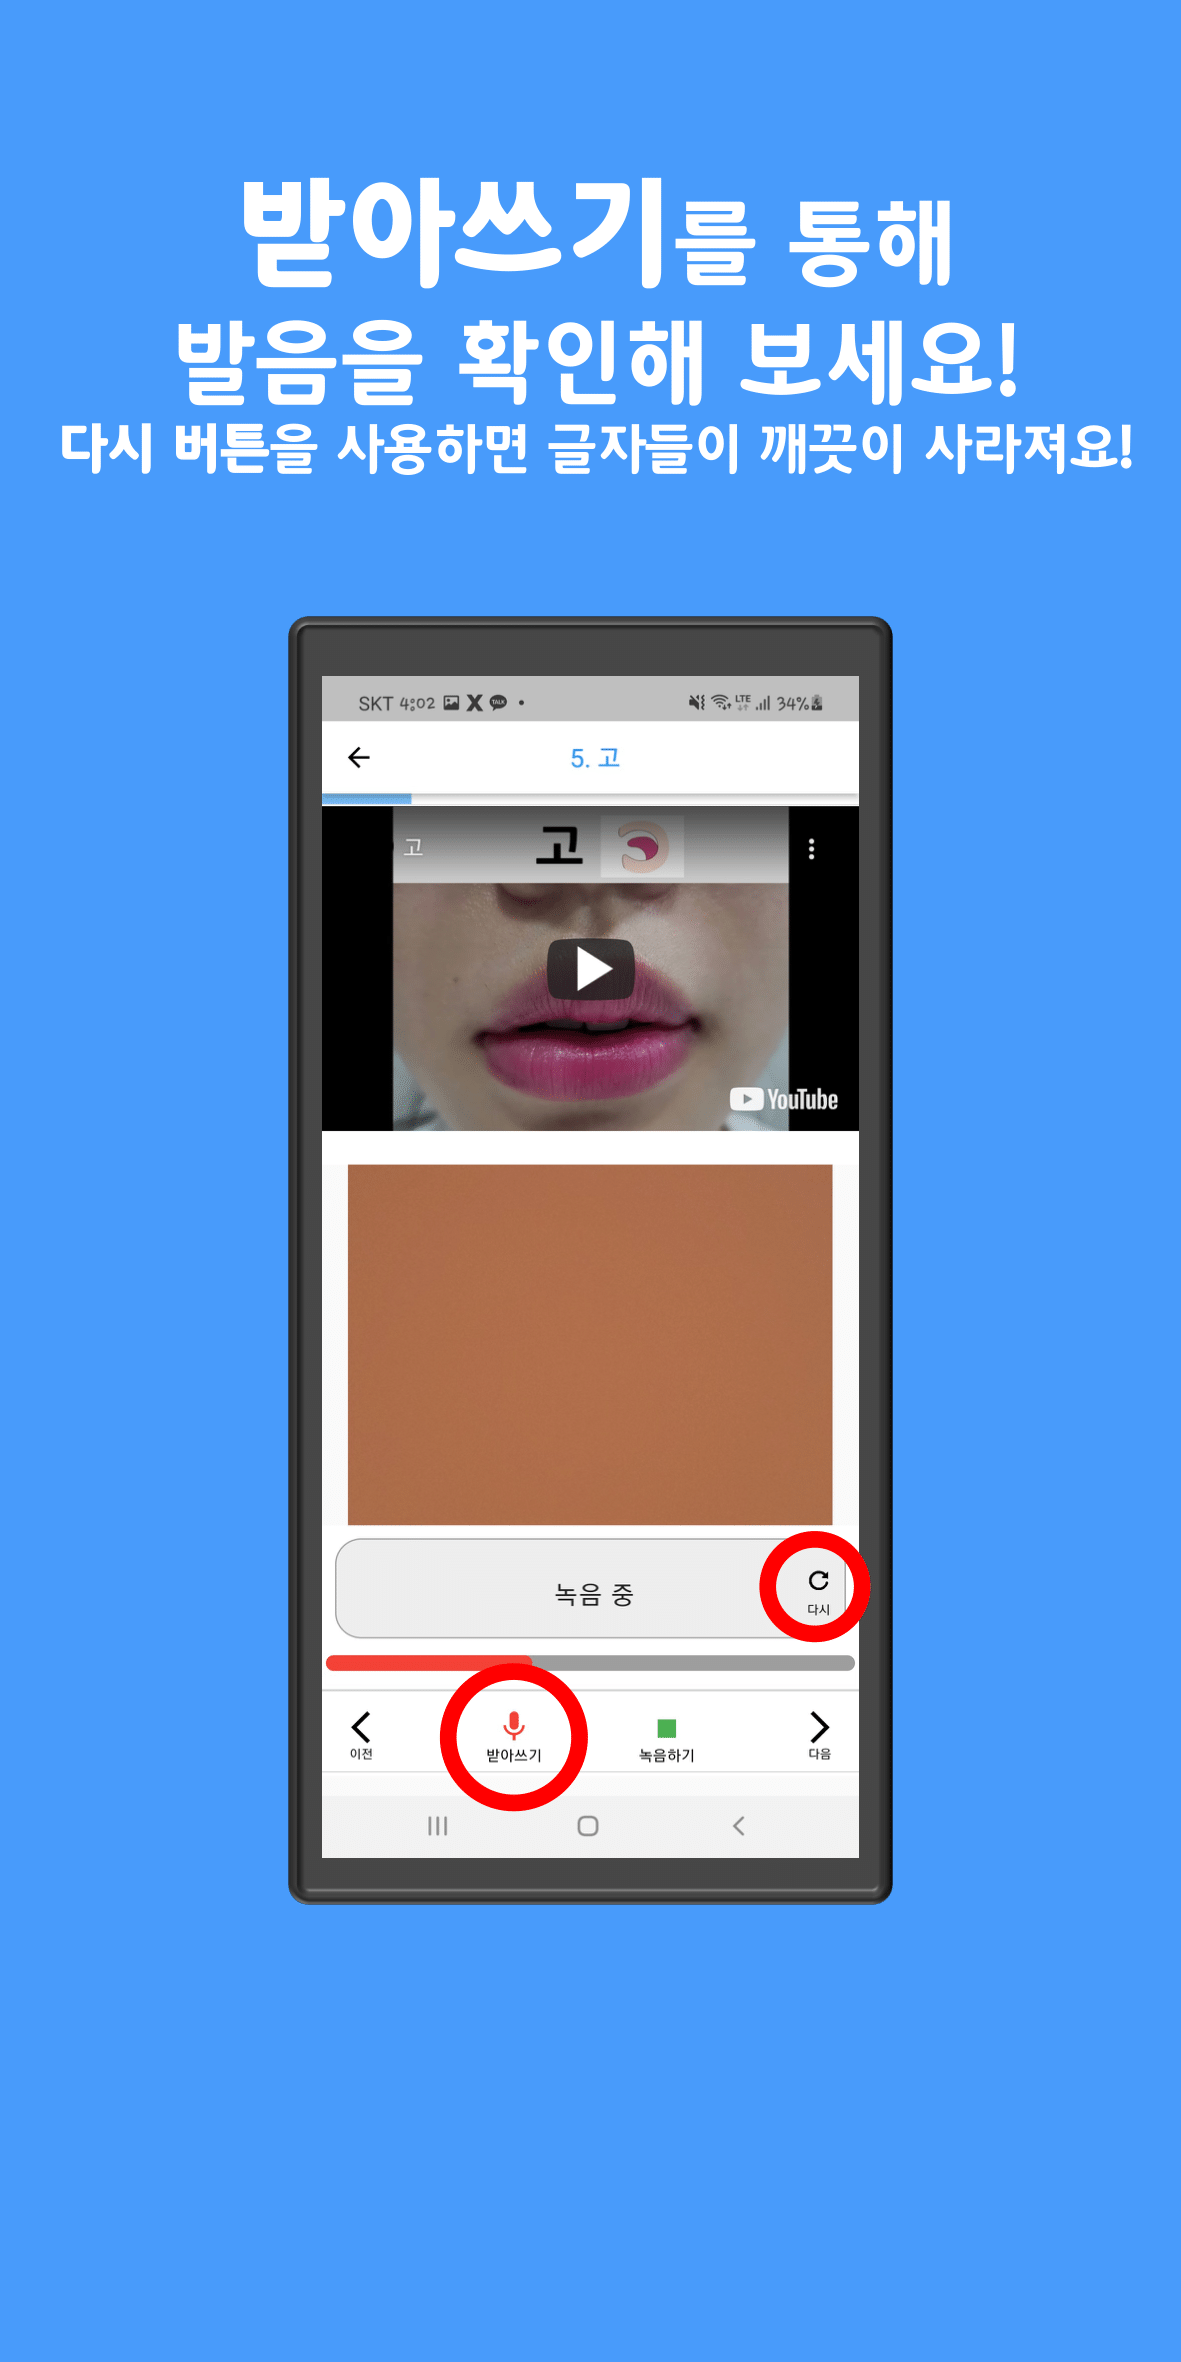 받아쓰기를 통해
발음을 확인해 보세요!
다시 버튼을 사용하면 글자들이 깨끗이 사라져요!
SKT 4:02 TALK LTE 34%
5. 고
고 고
YouTube
녹음 중
다시
이전 받아쓰기 녹음하기 다음